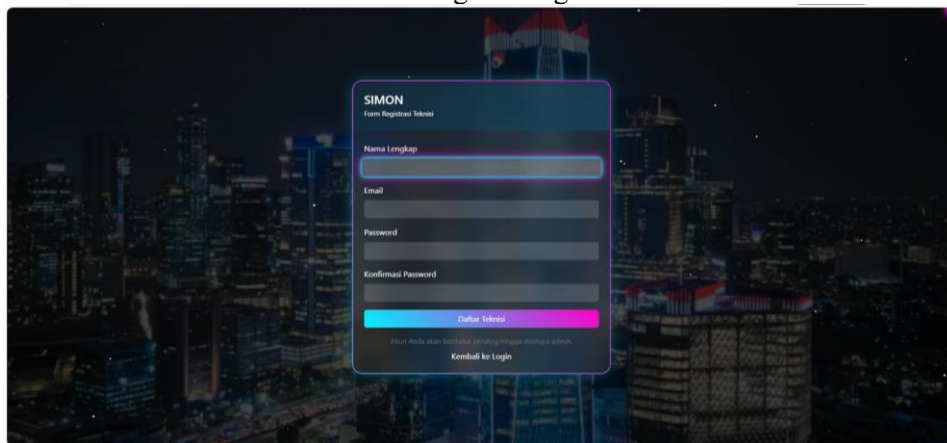 SIMON
Form Registrasi Teknisi
Nama Lengkap
Email
Password
Konfirmasi Password
Daftar Teknisi
Akun Anda akan berstatus pending hingga disetujui admin.
Kembali ke Login